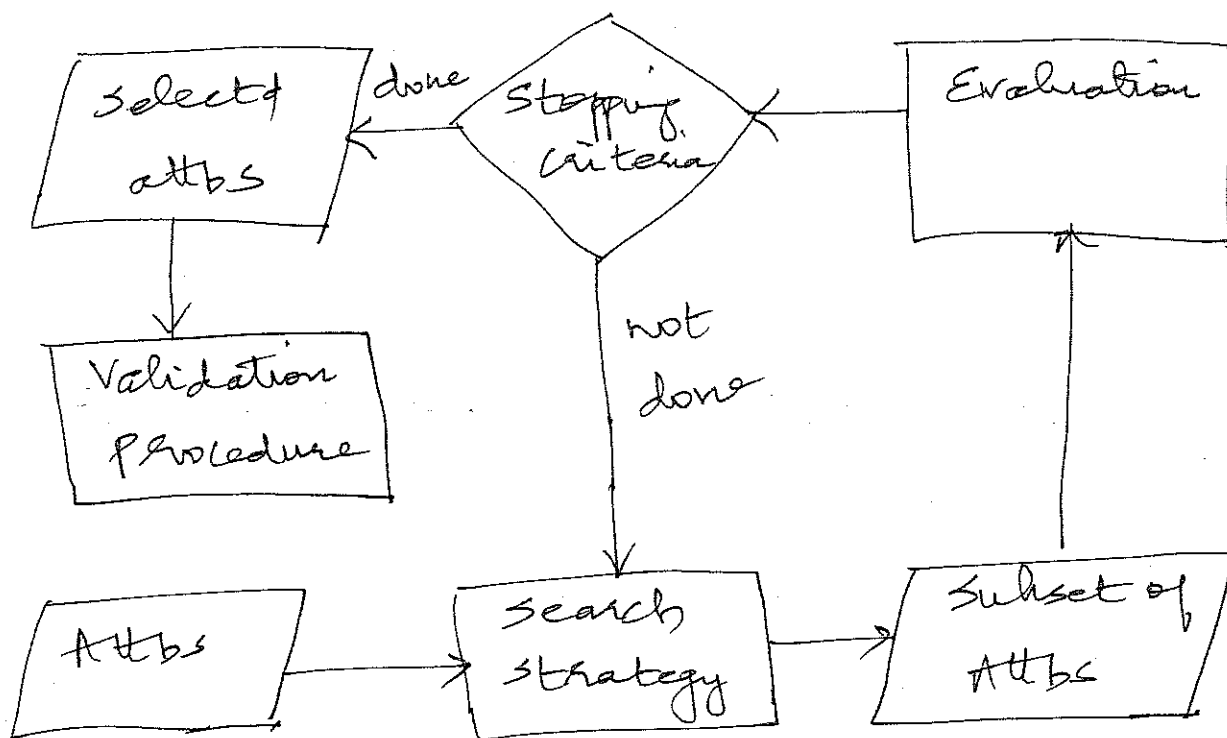 Selectd
attbs
done
Stopping
criteria
Evaluation
Validation
Procedure
not
done
Attbs
Search
strategy
Subset of
Attbs